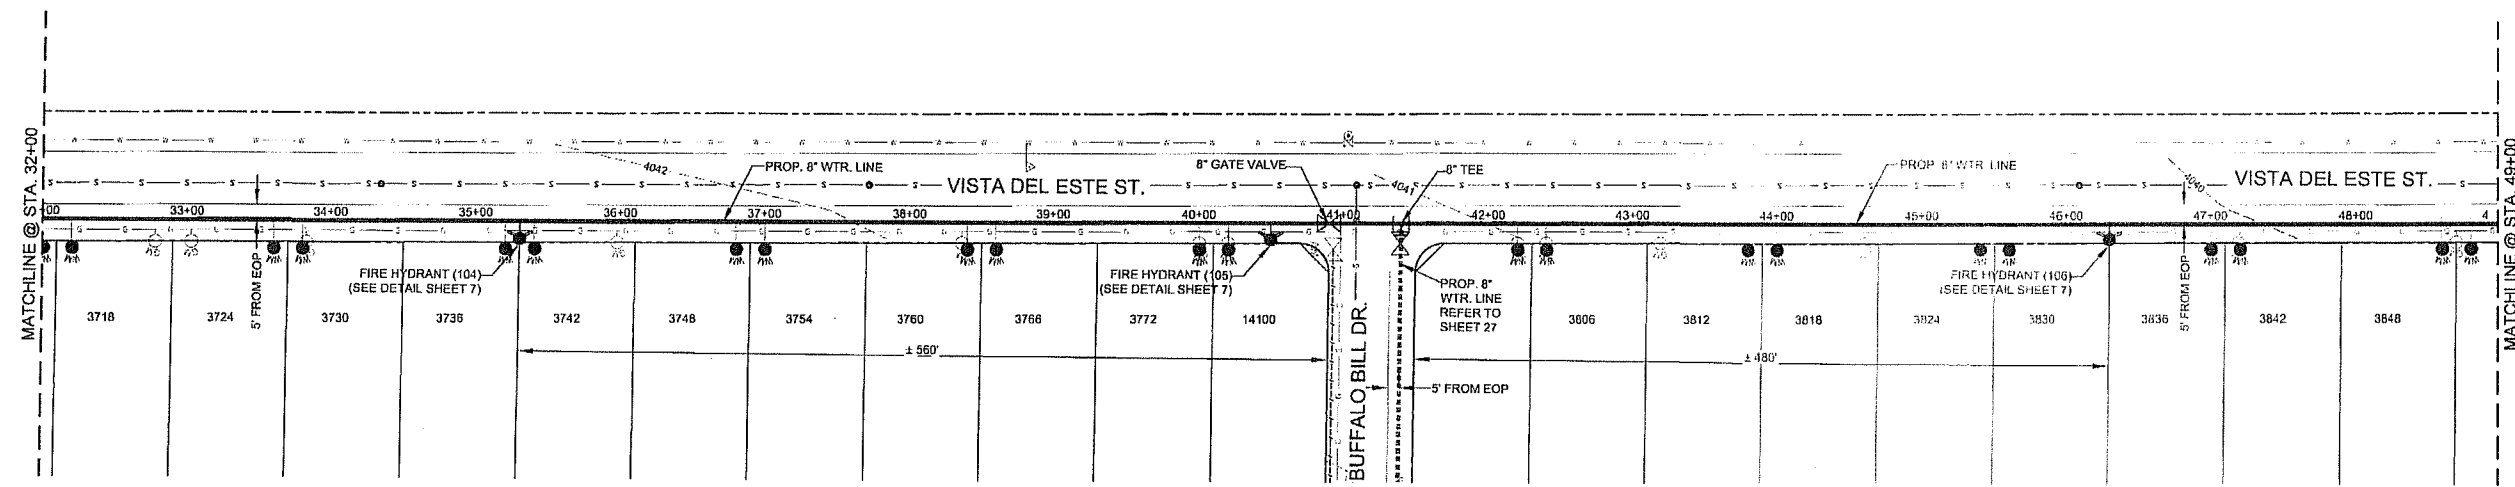 MATCHLINE @ STA. 32+00
4042
PROP. 8" WTR. LINE
8" GATE VALVE
4041
8" TEE
PROP. 8" WTR. LINE
4040
VISTA DEL ESTE ST.
VISTA DEL ESTE ST.
MATCHLINE @ STA. 49+00
33+00
34+00
35+00
36+00
37+00
38+00
39+00
40+00
41+00
42+00
43+00
44+00
45+00
46+00
47+00
48+00
5' FROM EOP
FIRE HYDRANT (104)
(SEE DETAIL SHEET 7)
FIRE HYDRANT (105)
(SEE DETAIL SHEET 7)
PROP. 8"
WTR. LINE
REFER TO
SHEET 27
FIRE HYDRANT (106)
(SEE DETAIL SHEET 7)
5' FROM EOP
3718
3724
3730
3736
3742
3748
3754
3760
3766
3772
14100
BUFFALO BILL DR.
3806
3812
3818
3824
3830
3836
3842
3848
± 560'
± 480'
5' FROM EOP